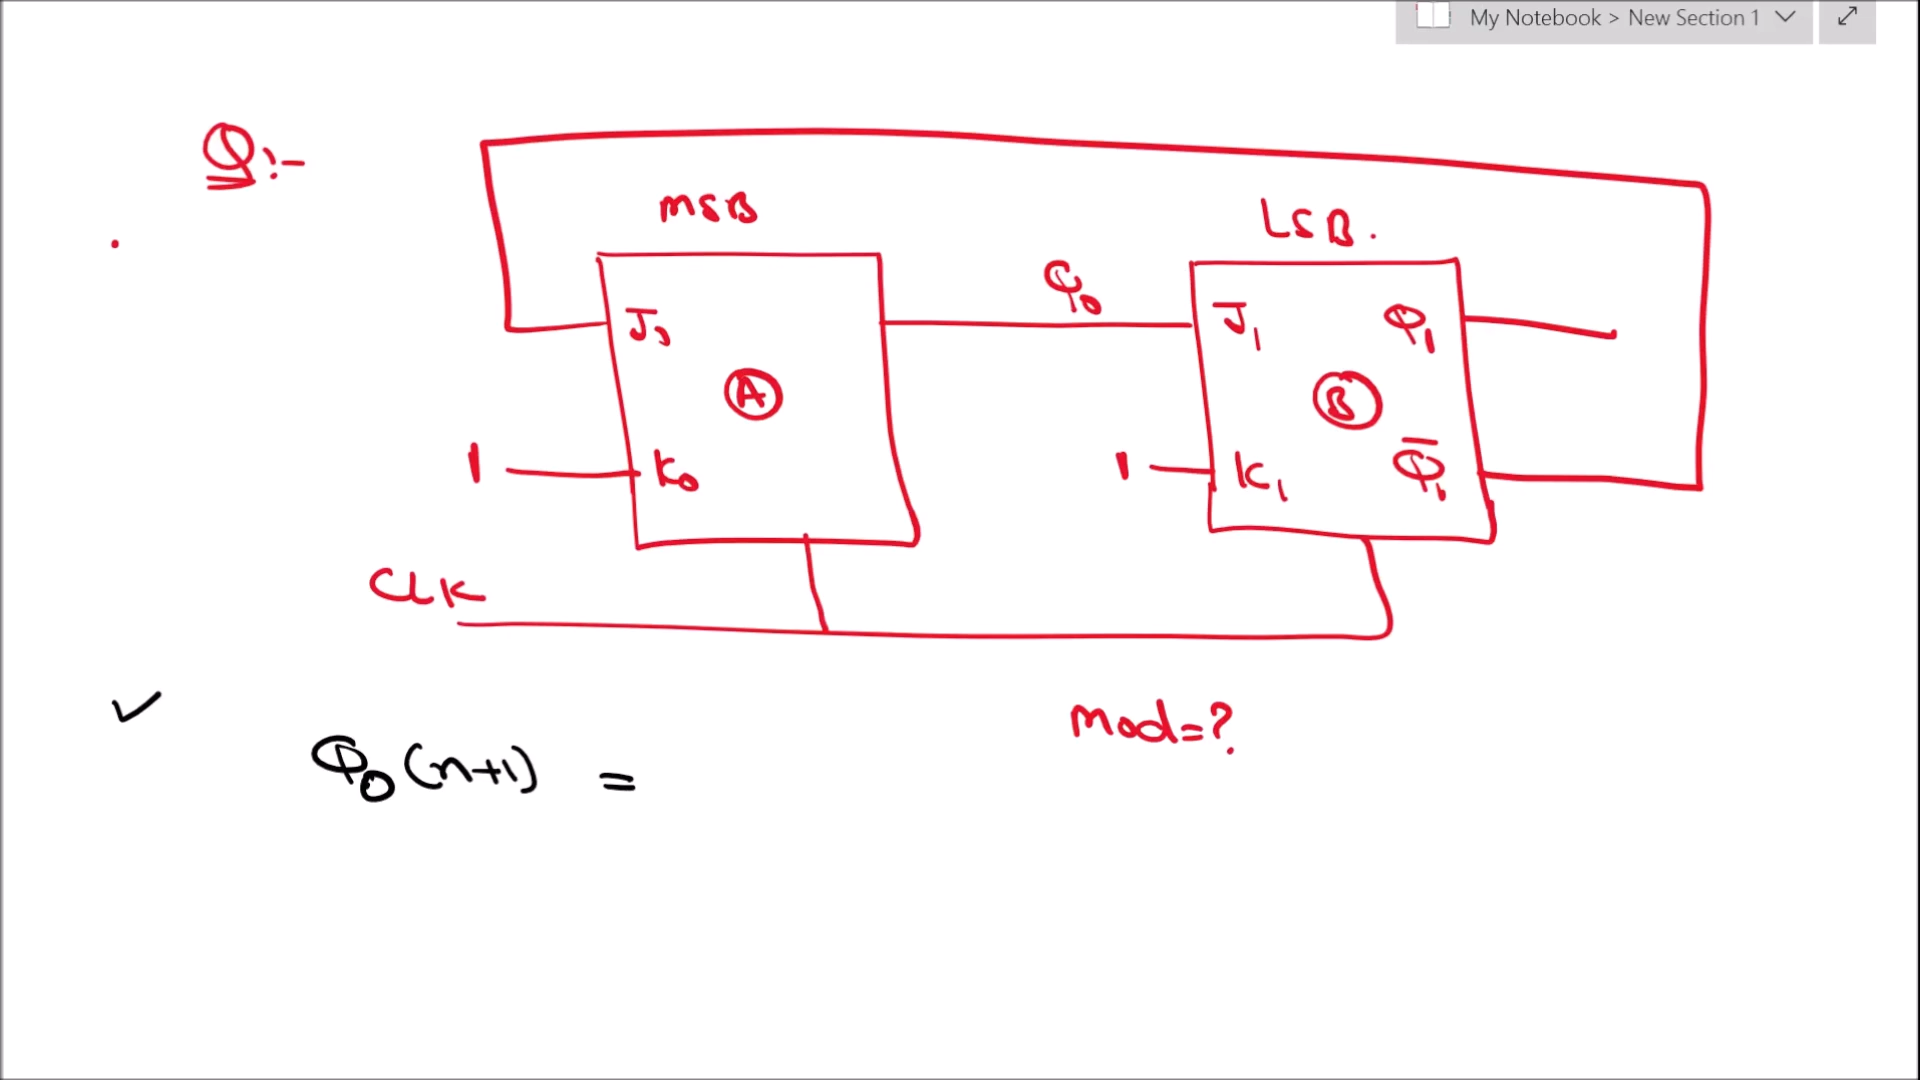 My Notebook > New Section 1
Q:-
MSB
LSB.
Q₀
J₀
J₁
Q₁
A
B
1
K₀
1
K₁
Q̅₁
CLK
Mod=?
Q₀(n+1) =